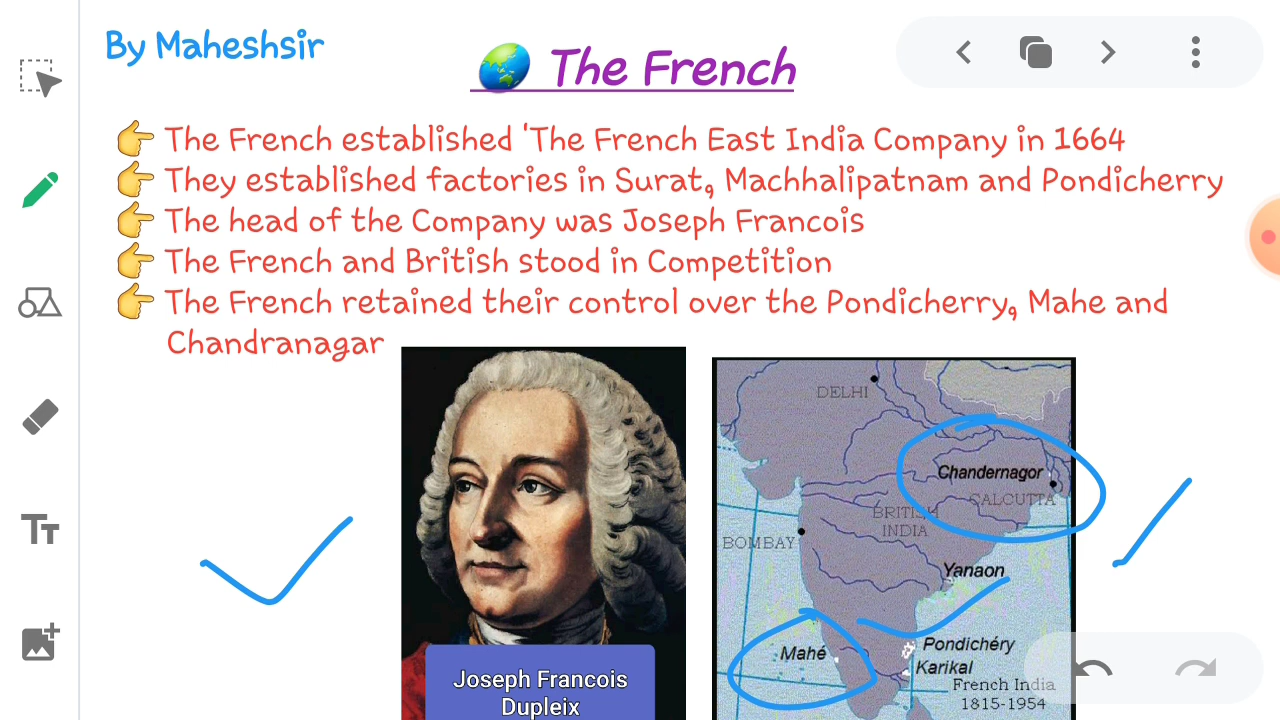 By Maheshsir
The French
The French established 'The French East India Company in 1664
They established factories in Surat, Machhalipatnam and Pondicherry
The head of the Company was Joseph Francois
The French and British stood in Competition
The French retained their control over the Pondicherry, Mahe and
Chandranagar
Joseph Francois
Dupleix
DELHI
Chandernagor
CALCUTTA
BRITISH
INDIA
BOMBAY
Yanaon
Mahé
Pondichéry
Karikal
French India
1815-1954
TT